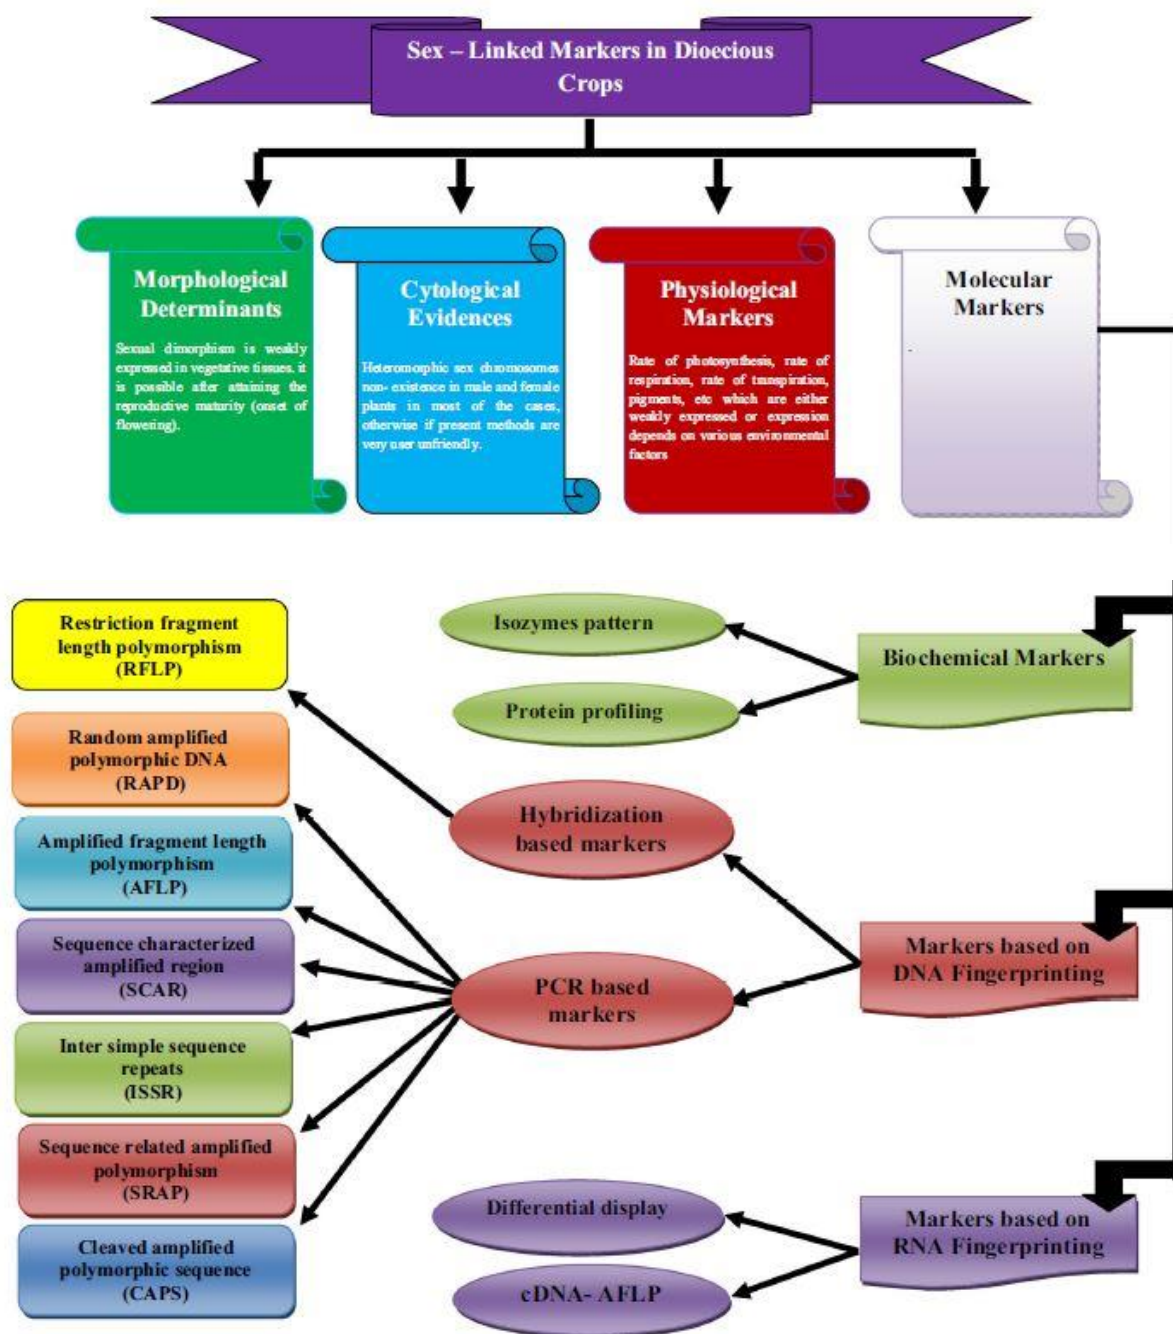 Sex – Linked Markers in Dioecious
Crops
Morphological
Determinants
Sexual dimorphism is weakly
expressed in vegetative tissues, it
is possible after attaining the
reproductive maturity (onset of
flowering).
Cytological
Evidences
Heteromorphic sex chromosomes
non- existence in male and female
plants in most of the cases,
otherwise if present methods are
very user unfriendly.
Physiological
Markers
Rate of photosynthesis, rate of
respiration, rate of transpiration,
pigments, etc which are either
weakly expressed or expression
depends on various environmental
factors
Molecular
Markers
Restriction fragment
length polymorphism
(RFLP)
Random amplified
polymorphic DNA
(RAPD)
Amplified fragment length
polymorphism
(AFLP)
Sequence characterized
amplified region
(SCAR)
Inter simple sequence
repeats
(ISSR)
Sequence related amplified
polymorphism
(SRAP)
Cleaved amplified
polymorphic sequence
(CAPS)
Isozymes pattern
Protein profiling
Hybridization
based markers
PCR based
markers
Differential display
cDNA- AFLP
Biochemical Markers
Markers based on
DNA Fingerprinting
Markers based on
RNA Fingerprinting